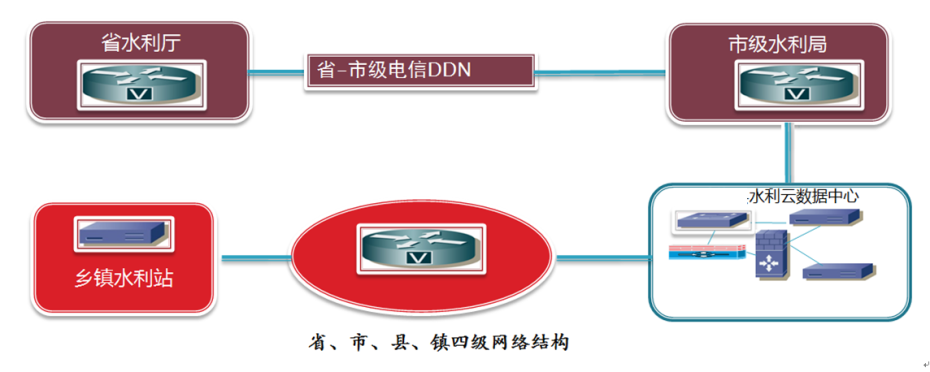 省水利厅
省-市级电信DDN
市级水利局
V
V
水利云数据中心
乡镇水利站
V
省、市、县、镇四级网络结构